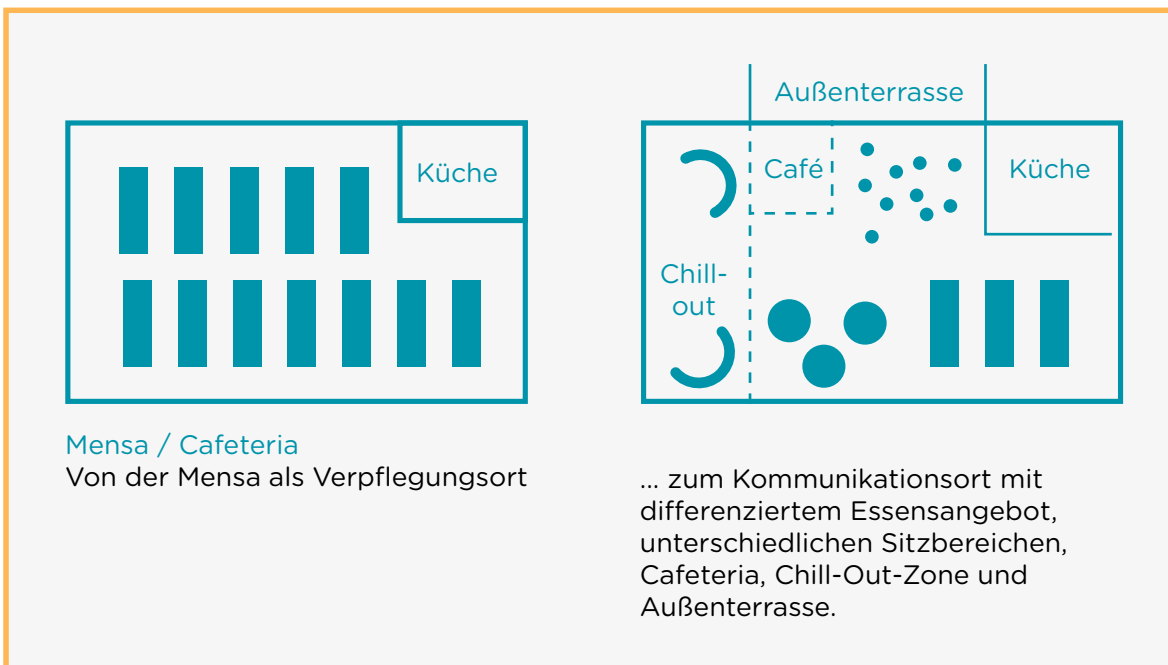 Küche
Mensa / Cafeteria
Von der Mensa als Verpflegungsort
Außenterrasse
Café
Küche
Chill-
out
... zum Kommunikationsort mit
differenziertem Essensangebot,
unterschiedlichen Sitzbereichen,
Cafeteria, Chill-Out-Zone und
Außenterrasse.